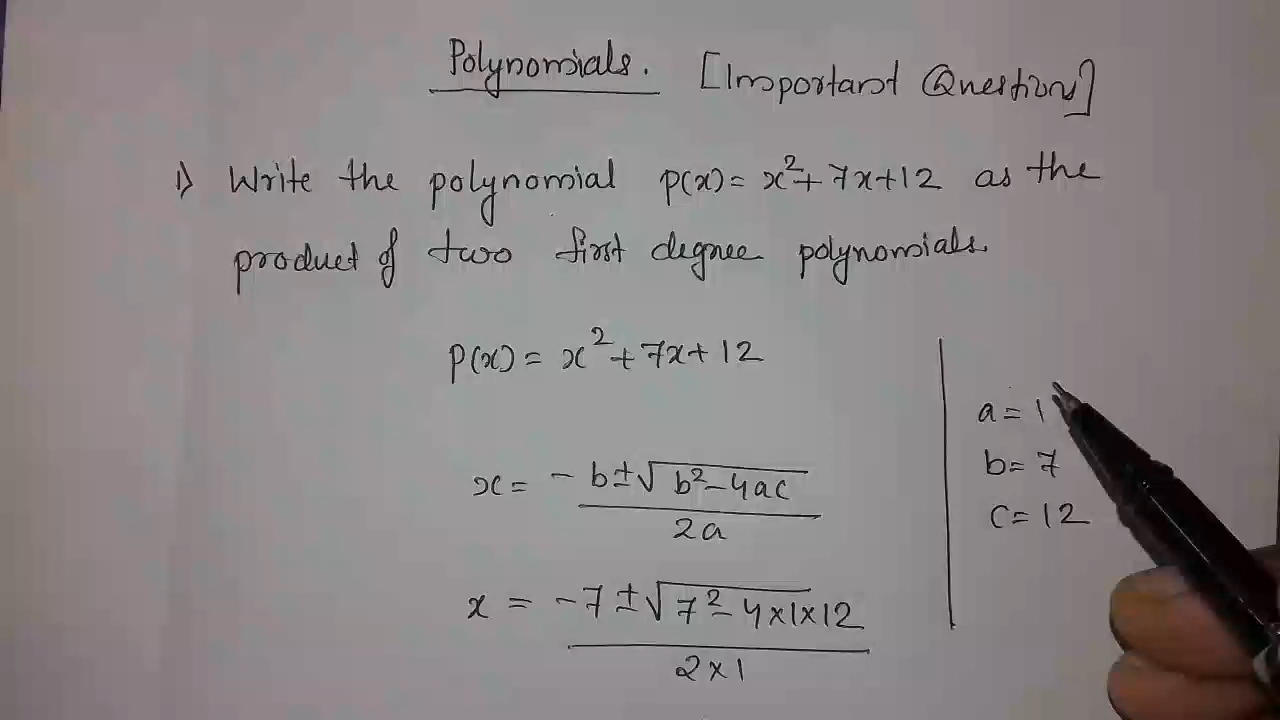 Polynomials. [Important Question]
1) Write the polynomial p(x) = x² + 7x + 12 as the
product of two first degree polynomials.
p(x) = x² + 7x + 12
a = 1
b = 7
c = 12
x = -b ± √b² - 4ac / 2a
x = -7 ± √7² - 4×1×12 / 2×1